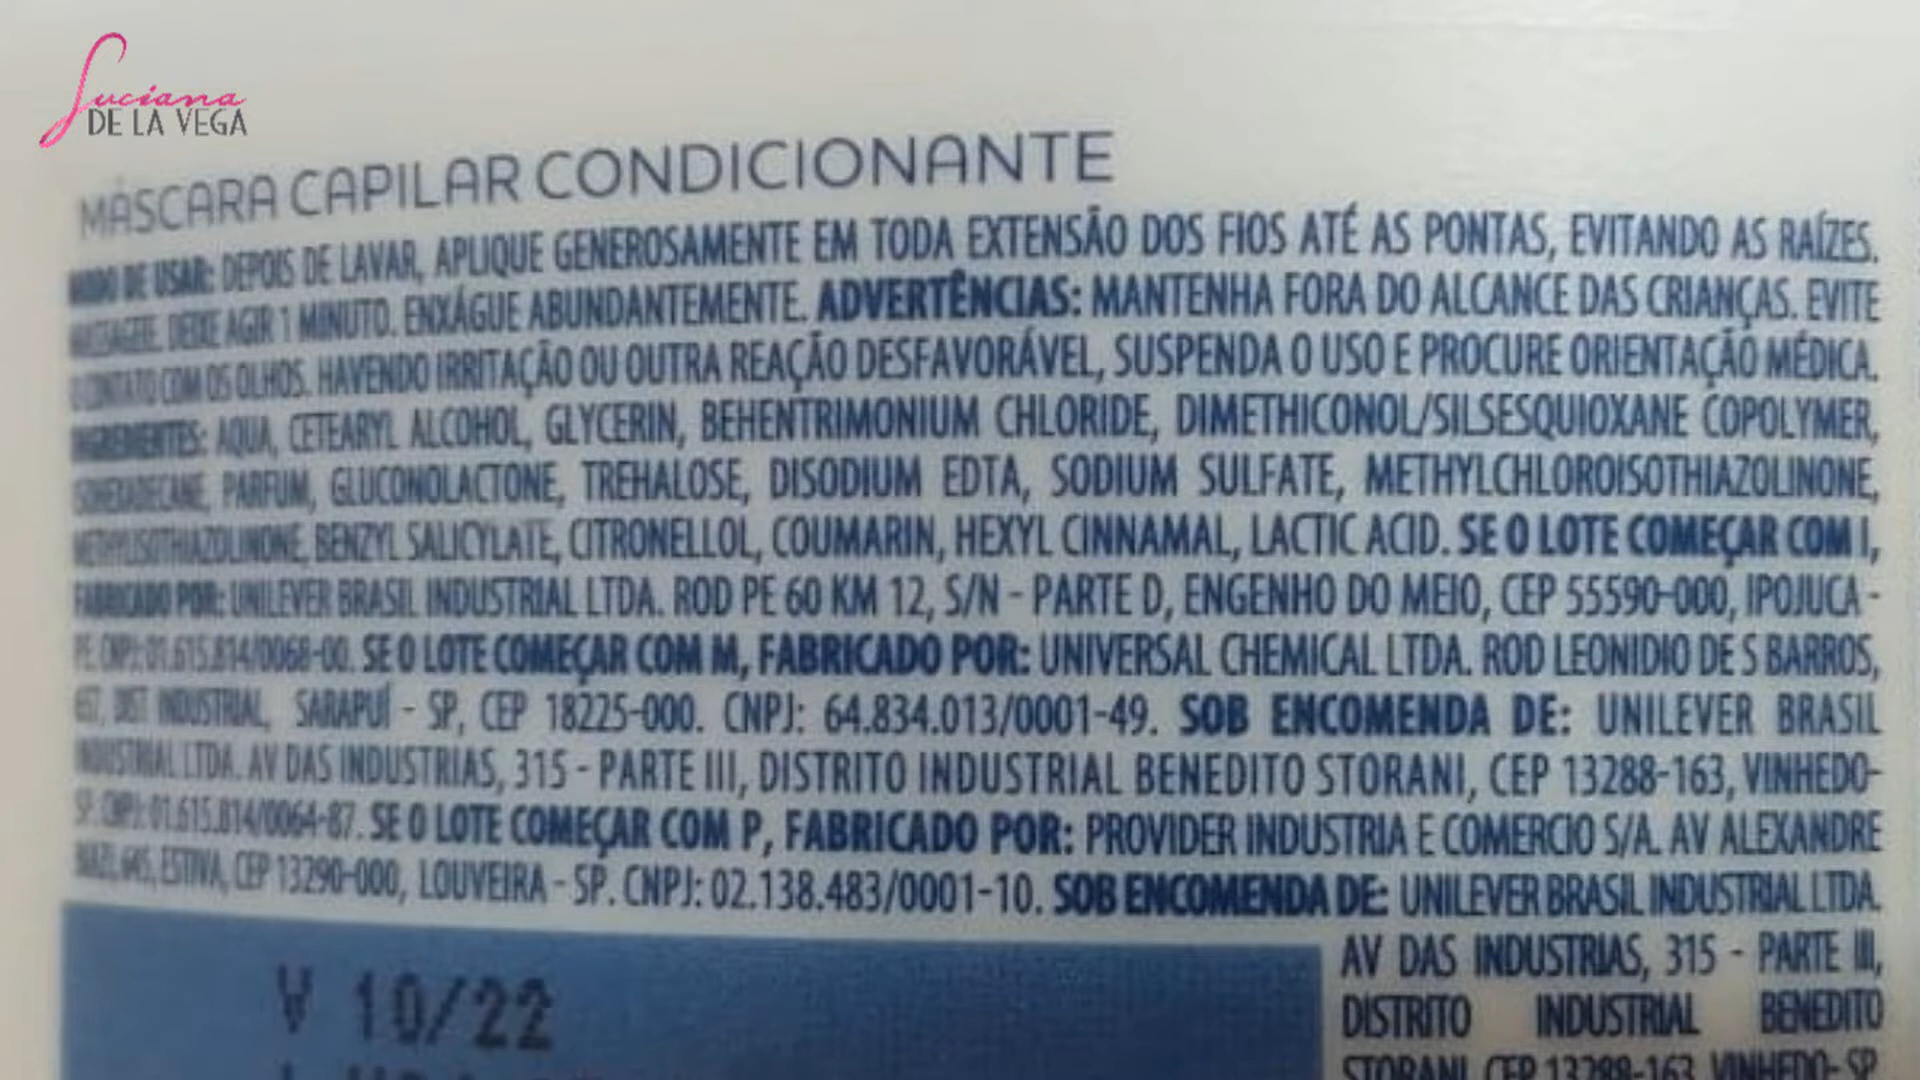 Luciana
DE LA VEGA
MÁSCARA CAPILAR CONDICIONANTE
MODO DE USAR: DEPOIS DE LAVAR, APLIQUE GENEROSAMENTE EM TODA EXTENSÃO DOS FIOS ATÉ AS PONTAS, EVITANDO AS RAÍZES.
MASSAGEIE. DEIXE AGIR 1 MINUTO. ENXÁGUE ABUNDANTEMENTE. ADVERTÊNCIAS: MANTENHA FORA DO ALCANCE DAS CRIANÇAS. EVITE
O CONTATO COM OS OLHOS. HAVENDO IRRITAÇÃO OU OUTRA REAÇÃO DESFAVORÁVEL, SUSPENDA O USO E PROCURE ORIENTAÇÃO MÉDICA.
INGREDIENTES: AQUA, CETEARYL ALCOHOL, GLYCERIN, BEHENTRIMONIUM CHLORIDE, DIMETHICONOL/SILSESQUIOXANE COPOLYMER,
ISOHEXADECANE, PARFUM, GLUCONOLACTONE, TREHALOSE, DISODIUM EDTA, SODIUM SULFATE, METHYLCHLOROISOTHIAZOLINONE,
METHYLISOTHIAZOLINONE, BENZYL SALICYLATE, CITRONELLOL, COUMARIN, HEXYL CINNAMAL, LACTIC ACID. SE O LOTE COMEÇAR COM I,
FABRICADO POR: UNILEVER BRASIL INDUSTRIAL LTDA. ROD PE 60 KM 12, S/N - PARTE D, ENGENHO DO MEIO, CEP 55590-000, IPOJUCA -
PE. CNPJ: 01.615.814/0068-00. SE O LOTE COMEÇAR COM M, FABRICADO POR: UNIVERSAL CHEMICAL LTDA. ROD LEONIDIO DE S BARROS,
DIST INDUSTRIAL, SARAPUÍ - SP, CEP 18225-000. CNPJ: 64.834.013/0001-49. SOB ENCOMENDA DE: UNILEVER BRASIL
INDUSTRIAL LTDA. AV DAS INDUSTRIAS, 315 - PARTE III, DISTRITO INDUSTRIAL BENEDITO STORANI, CEP 13288-163, VINHEDO-
SP. CNPJ: 01.615.814/0064-87. SE O LOTE COMEÇAR COM P, FABRICADO POR: PROVIDER INDUSTRIA E COMERCIO S/A. AV ALEXANDRE
645, ESTIVA, CEP 13290-000, LOUVEIRA - SP. CNPJ: 02.138.483/0001-10. SOB ENCOMENDA DE: UNILEVER BRASIL INDUSTRIAL LTDA.
AV DAS INDUSTRIAS, 315 - PARTE III,
DISTRITO INDUSTRIAL BENEDITO
STORANI, CEP 13288-163, VINHEDO-SP.
V 10/22